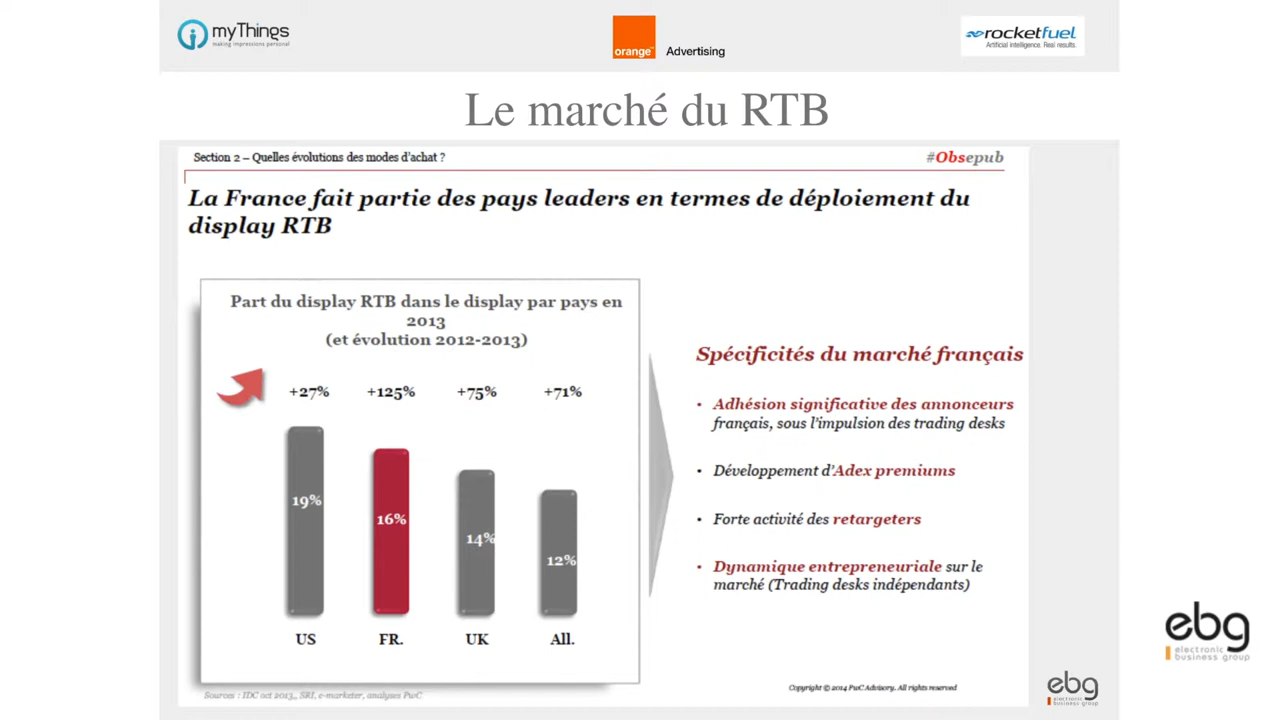 myThings
making impressions personal
orange™
Advertising
rocketfuel
Artificial intelligence. Real results.
Le marché du RTB
Section 2 – Quelles évolutions des modes d'achat ?
#Obsepub
La France fait partie des pays leaders en termes de déploiement du
display RTB
Part du display RTB dans le display par pays en
2013
(et évolution 2012-2013)
+27% +125% +75% +71%
19%
16%
14%
12%
US FR. UK All.
Sources : IDC oct 2013,, SRI, e-marketer, analyses PwC
Spécificités du marché français
• Adhésion significative des annonceurs
français, sous l'impulsion des trading desks
• Développement d'Adex premiums
• Forte activité des retargeters
• Dynamique entrepreneuriale sur le
marché (Trading desks indépendants)
Copyright © 2014 PwC Advisory. All rights reserved
ebg
electronic
business group
ebg
electronic
business group